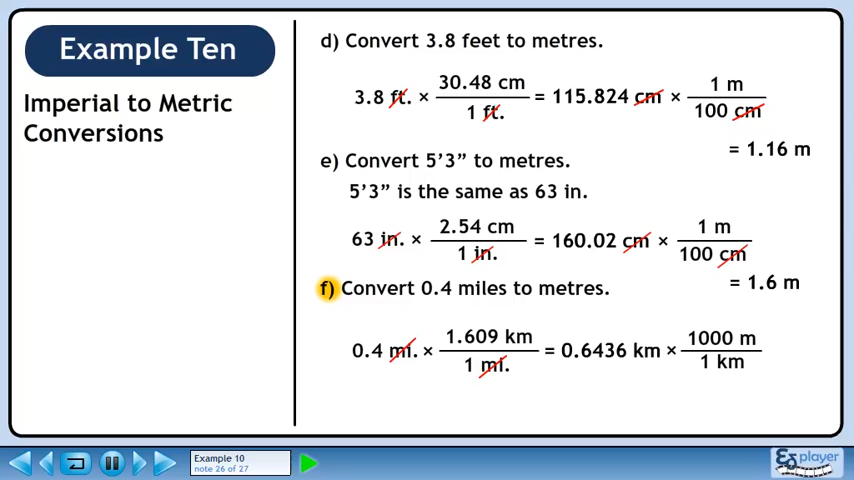 Example Ten
Imperial to Metric
Conversions
d) Convert 3.8 feet to metres.
3.8 ft. × 30.48 cm / 1 ft. = 115.824 cm × 1 m / 100 cm
= 1.16 m
e) Convert 5’3” to metres.
5’3” is the same as 63 in.
63 in. × 2.54 cm / 1 in. = 160.02 cm × 1 m / 100 cm
= 1.6 m
f) Convert 0.4 miles to metres.
0.4 mi. × 1.609 km / 1 mi. = 0.6436 km × 1000 m / 1 km
Example 10
note 26 of 27
EQ player